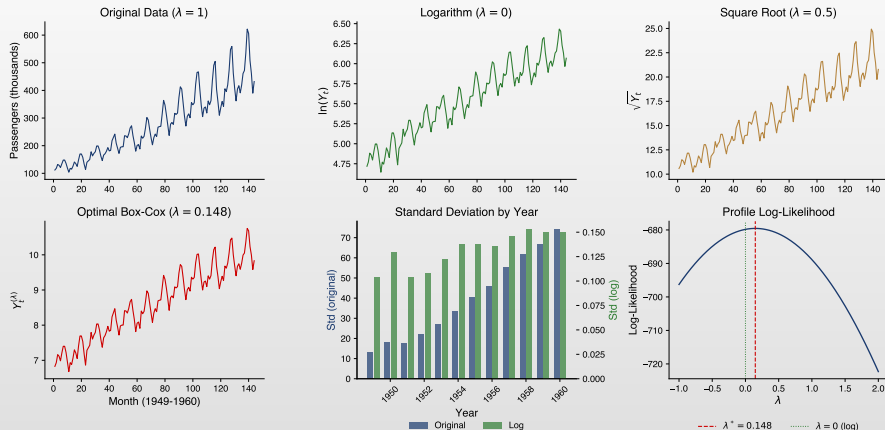 Original Data (λ = 1)
Passengers (thousands)
600
500
400
300
200
100
0 20 40 60 80 100 120 140
Logarithm (λ = 0)
ln(Yt)
6.50
6.25
6.00
5.75
5.50
5.25
5.00
4.75
0 20 40 60 80 100 120 140
Square Root (λ = 0.5)
√Yt
25.0
22.5
20.0
17.5
15.0
12.5
10.0
0 20 40 60 80 100 120 140
Optimal Box-Cox (λ = 0.148)
Yt(λ)
10
9
8
7
0 20 40 60 80 100 120 140
Month (1949-1960)
Standard Deviation by Year
Std (original)
70
60
50
40
30
20
10
0
Std (log)
0.150
0.125
0.100
0.075
0.050
0.025
0.000
1950 1952 1954 1956 1958 1960
Year
Original Log
Profile Log-Likelihood
Log-Likelihood
−680
−690
−700
−710
−720
−1.0 −0.5 0.0 0.5 1.0 1.5 2.0
λ
λ* = 0.148 λ = 0 (log)